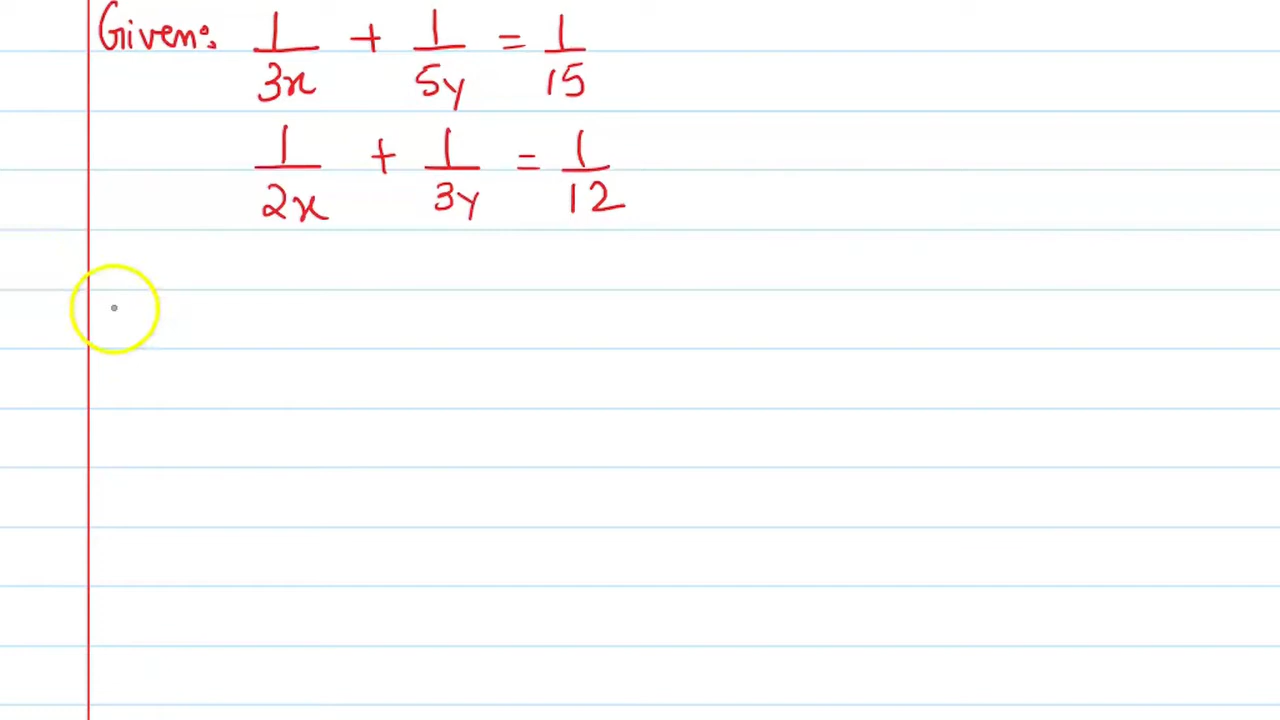 Given: 1/3x + 1/5y = 1/15
1/2x + 1/3y = 1/12